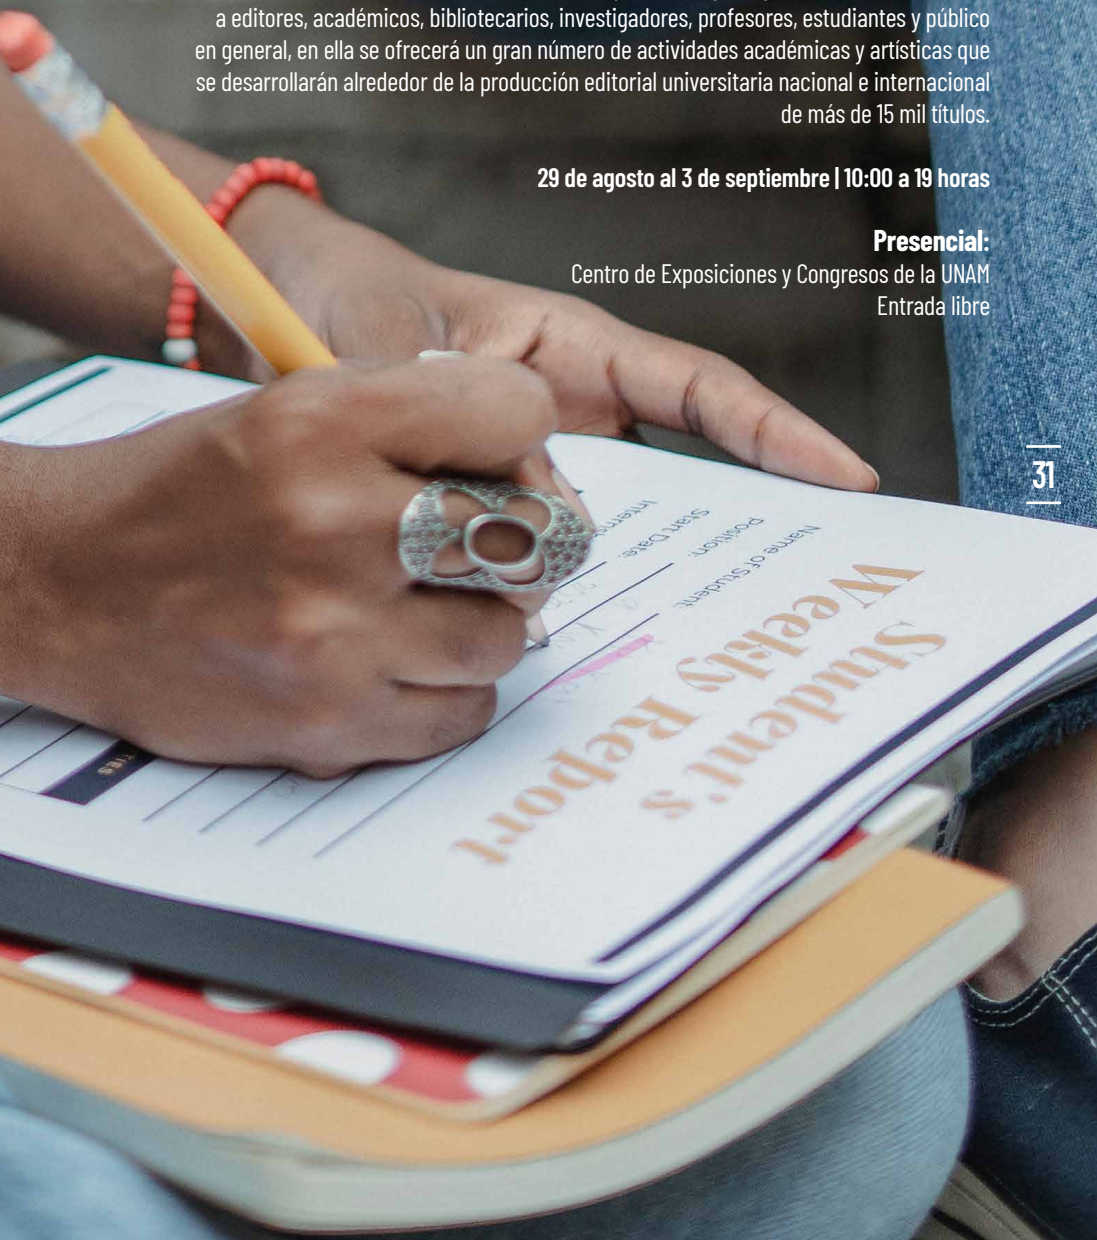 a editores, académicos, bibliotecarios, investigadores, profesores, estudiantes y público
en general, en ella se ofrecerá un gran número de actividades académicas y artísticas que
se desarrollarán alrededor de la producción editorial universitaria nacional e internacional
de más de 15 mil títulos.
29 de agosto al 3 de septiembre | 10:00 a 19 horas
Presencial:
Centro de Exposiciones y Congresos de la UNAM
Entrada libre
31
Student's
Weekly Report
Name of Student:
Position:
Start Date:
TIES